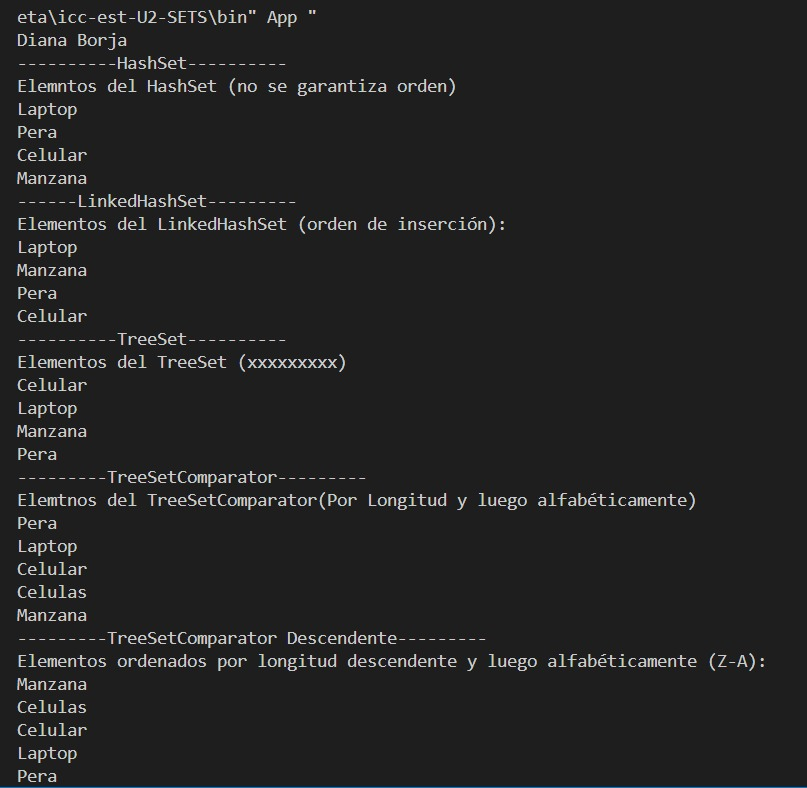 eta\icc-est-U2-SETS\bin" App "
Diana Borja
----------HashSet----------
Elemntos del HashSet (no se garantiza orden)
Laptop
Pera
Celular
Manzana
------LinkedHashSet---------
Elementos del LinkedHashSet (orden de inserción):
Laptop
Manzana
Pera
Celular
----------TreeSet----------
Elementos del TreeSet (xxxxxxxxx)
Celular
Laptop
Manzana
Pera
---------TreeSetComparator---------
Elemtnos del TreeSetComparator(Por Longitud y luego alfabéticamente)
Pera
Laptop
Celular
Celulas
Manzana
---------TreeSetComparator Descendente---------
Elementos ordenados por longitud descendente y luego alfabéticamente (Z-A):
Manzana
Celulas
Celular
Laptop
Pera